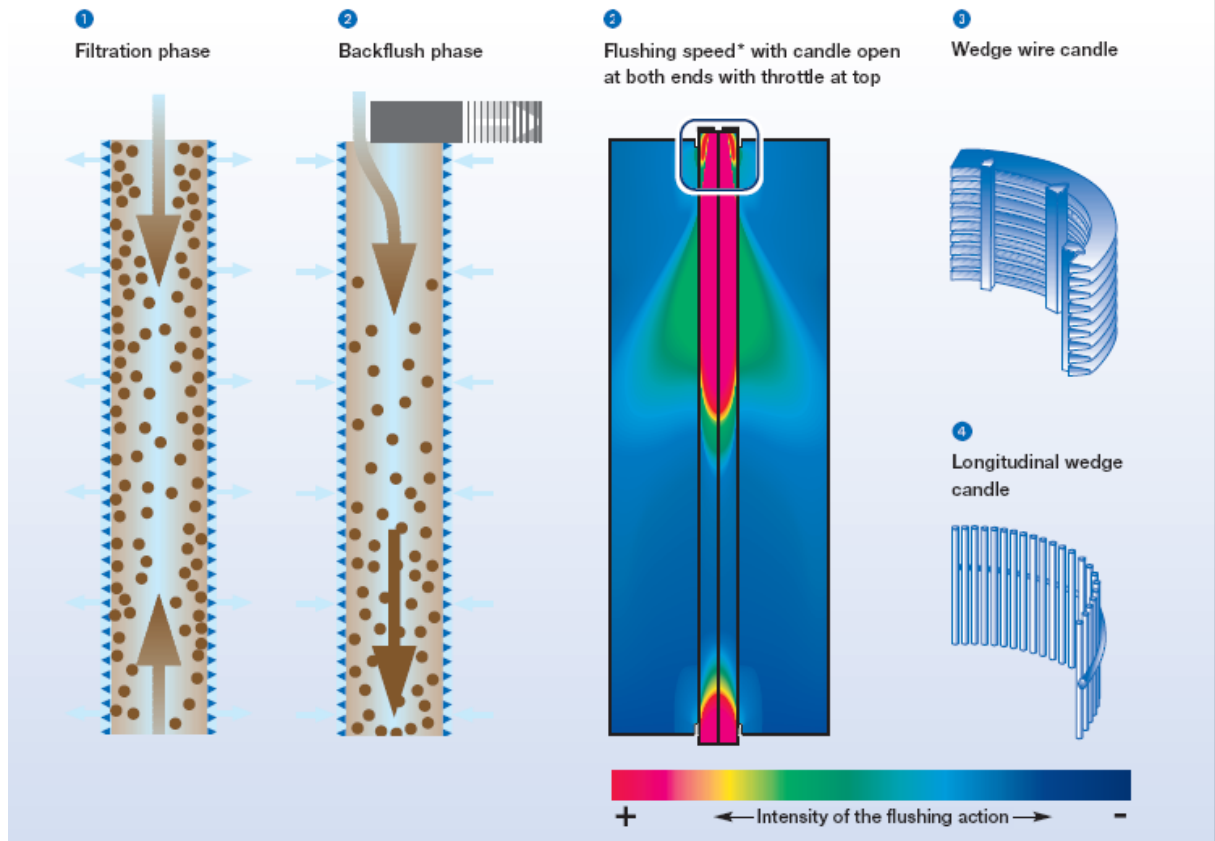 1
Filtration phase
2
Backflush phase
2
Flushing speed* with candle open
at both ends with throttle at top
3
Wedge wire candle
4
Longitudinal wedge
candle
+ Intensity of the flushing action -